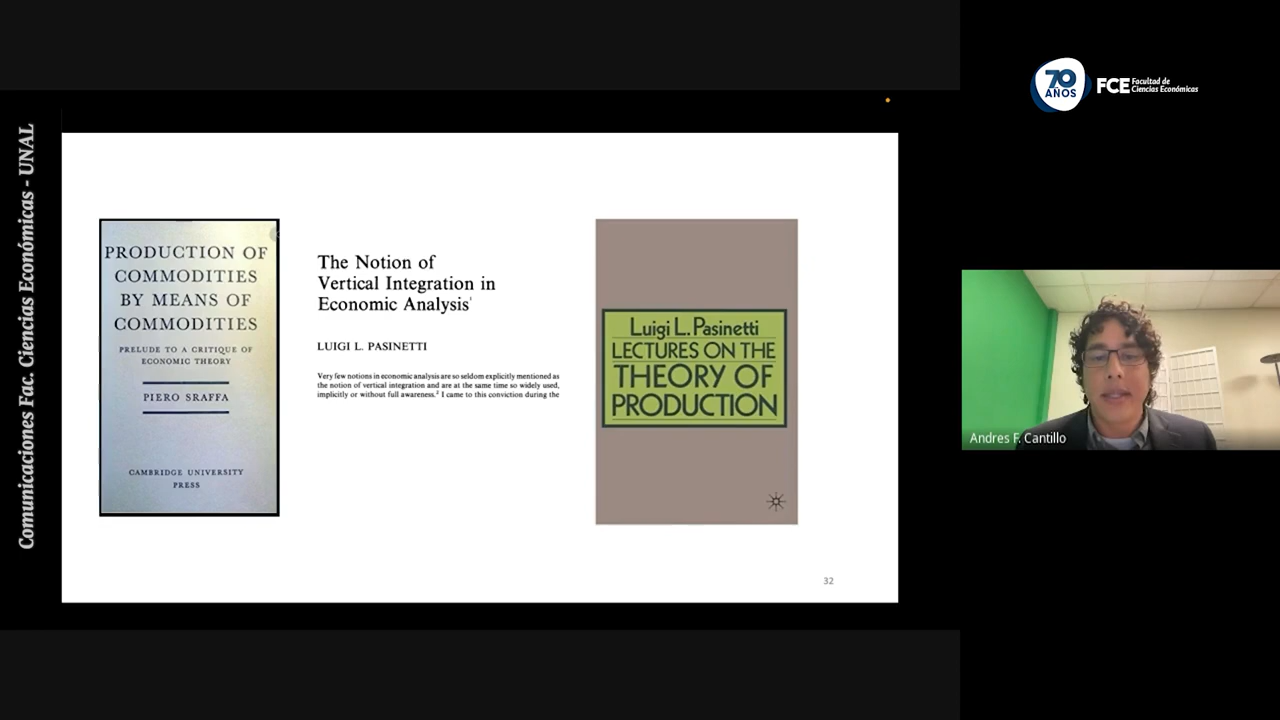 Comunicaciones Fac. Ciencias Económicas - UNAL
PRODUCTION OF
COMMODITIES
BY MEANS OF
COMMODITIES
PRELUDE TO A CRITIQUE OF
ECONOMIC THEORY
PIERO SRAFFA
CAMBRIDGE UNIVERSITY
PRESS
The Notion of
Vertical Integration in
Economic Analysis¹
LUIGI L. PASINETTI
Very few notions in economic analysis are so seldom explicitly mentioned as
the notion of vertical integration and are at the same time so widely used,
implicitly or without full awareness.² I came to this conviction during the
Luigi L. Pasinetti
LECTURES ON THE
THEORY OF
PRODUCTION
32
70
AÑOS
FCE
Facultad de
Ciencias Económicas
Andres F. Cantillo